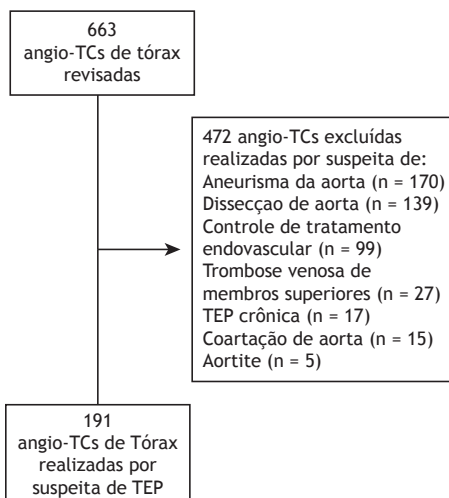 663
angio-TCs de tórax
revisadas
472 angio-TCs excluídas
realizadas por suspeita de:
Aneurisma da aorta (n = 170)
Dissecçao de aorta (n = 139)
Controle de tratamento
endovascular (n = 99)
Trombose venosa de
membros superiores (n = 27)
TEP crônica (n = 17)
Coartação de aorta (n = 15)
Aortite (n = 5)
191
angio-TCs de Tórax
realizadas por
suspeita de TEP